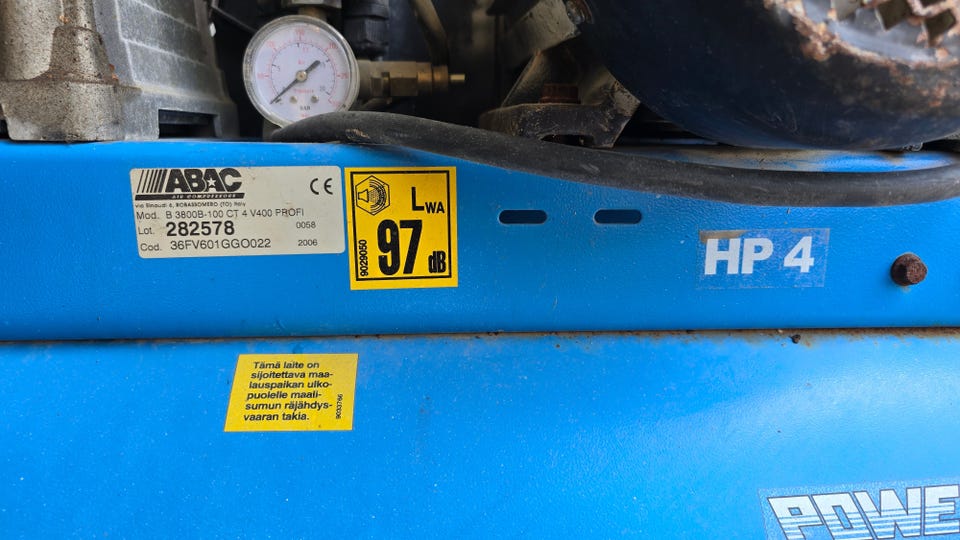 BAR
ABAC
AIR COMPRESSORS
via Einaudi 6, ROBASSOMERO (TO) Italy
CE
Mod. B 3800B-100 CT 4 V400 PROFI
Lot. 282578 0058
Cod. 36FV601GGO022 2006
LWA
97 dB
9029050
HP 4
Tämä laite on
sijoitettava maa-
lauspaikan ulko-
puolelle maali-
sumun räjähdys-
vaaran takia.
9033766
POWE